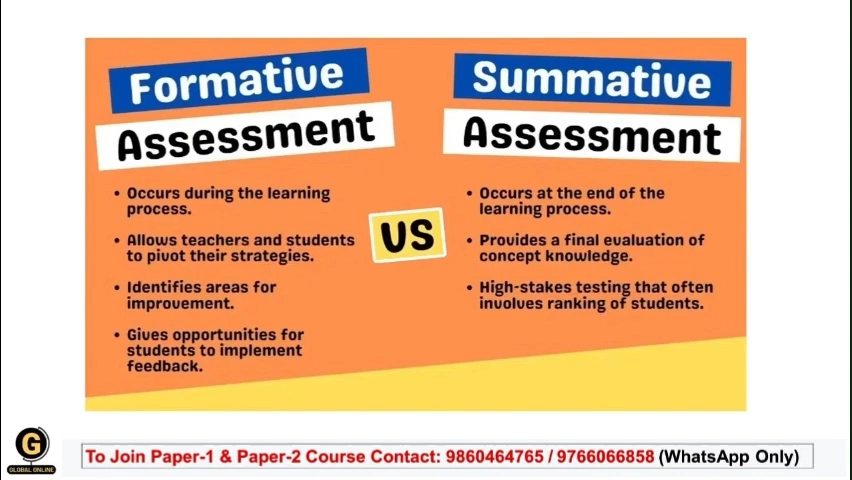 Formative
Assessment
• Occurs during the learning
process.
• Allows teachers and students
to pivot their strategies.
• Identifies areas for
improvement.
• Gives opportunities for
students to implement
feedback.
VS
Summative
Assessment
• Occurs at the end of the
learning process.
• Provides a final evaluation of
concept knowledge.
• High-stakes testing that often
involves ranking of students.
G
GLOBAL ONLINE
To Join Paper-1 & Paper-2 Course Contact: 9860464765 / 9766066858 (WhatsApp Only)